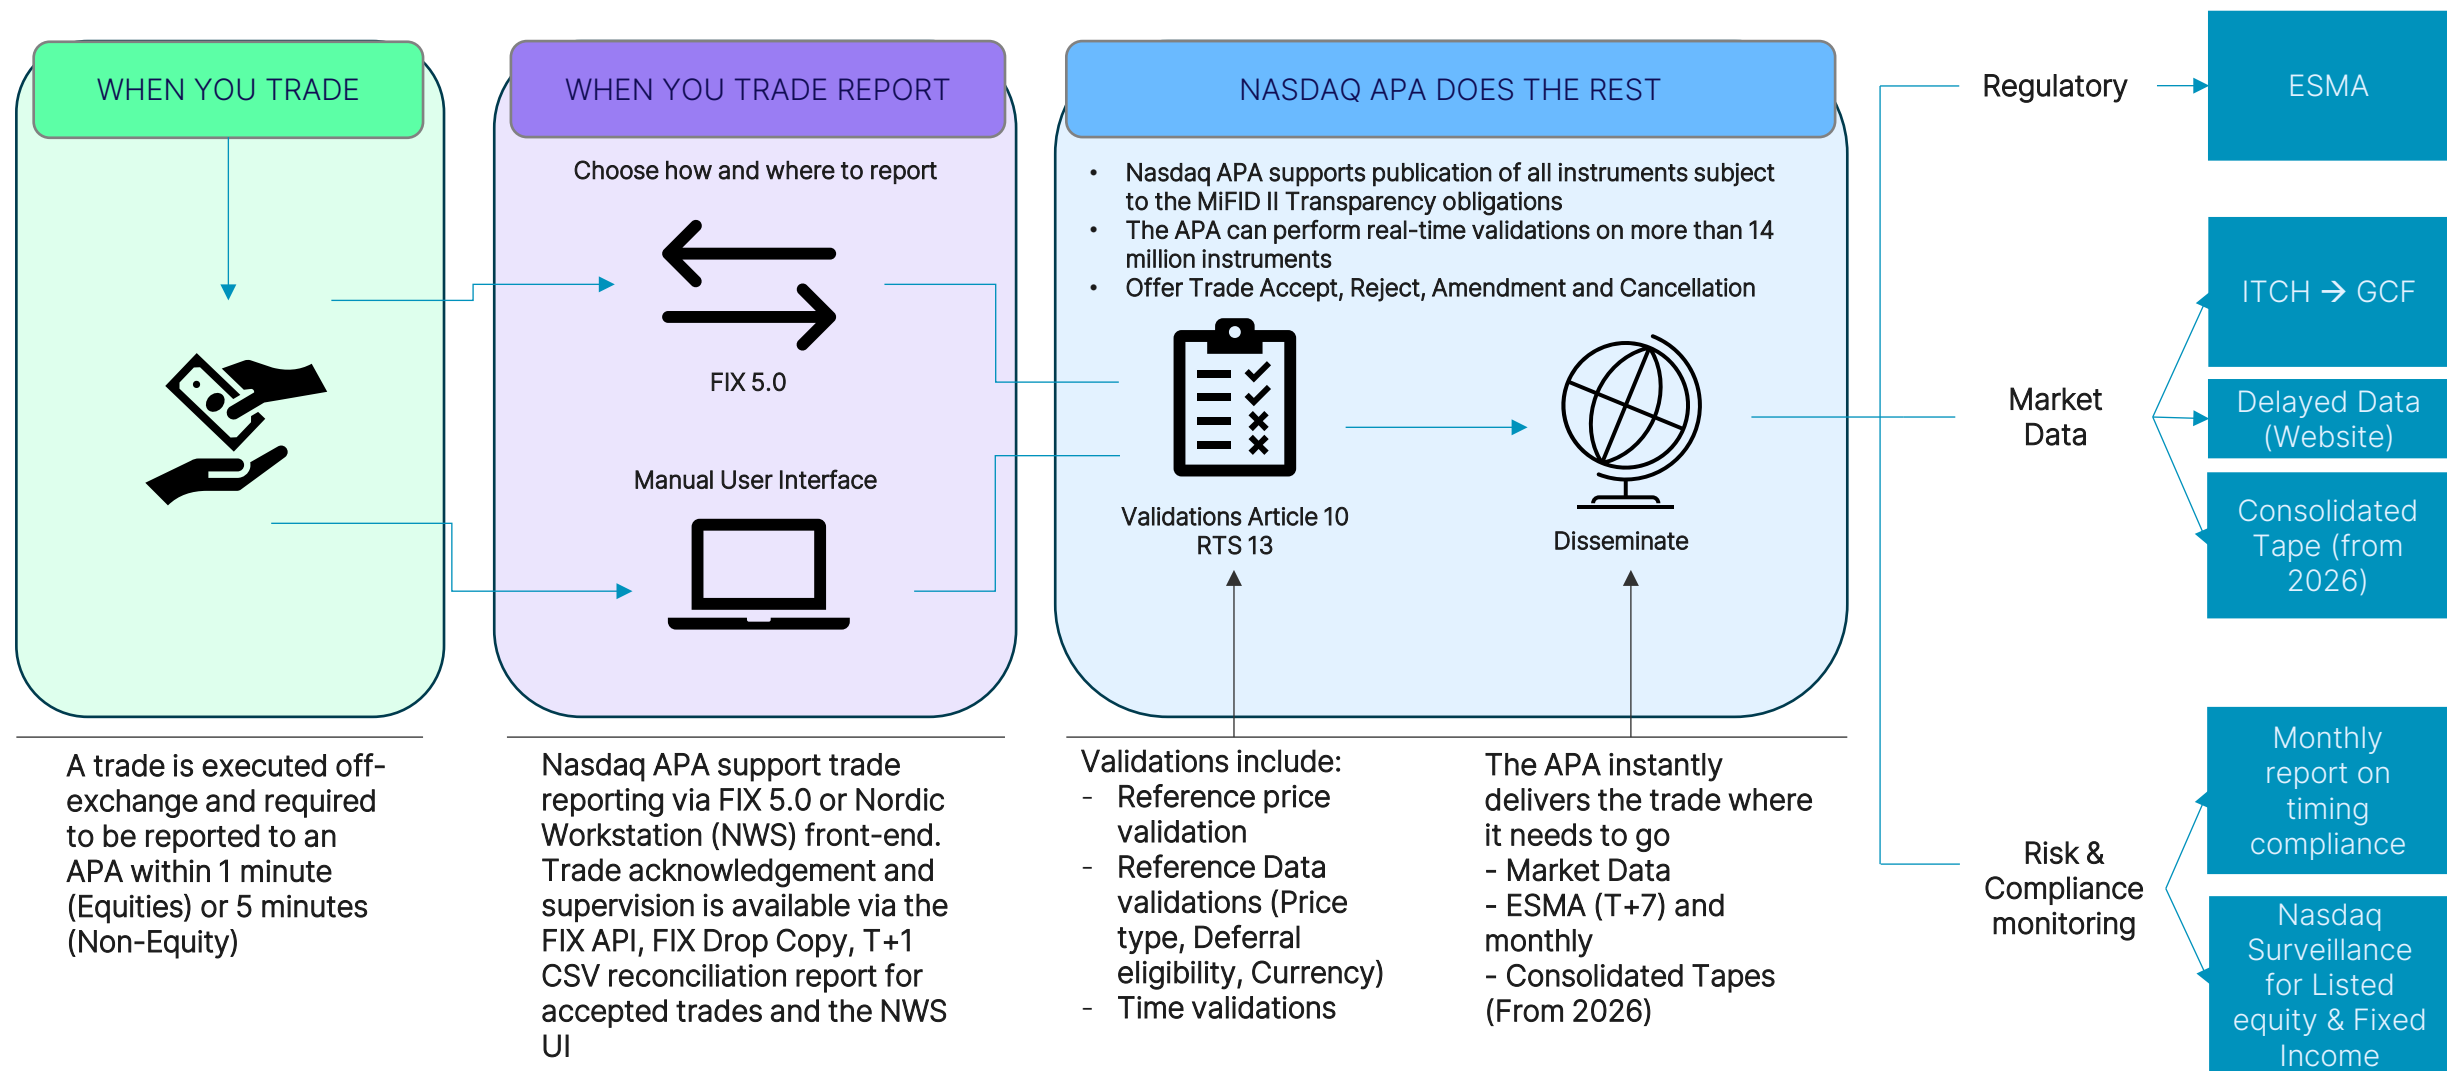 WHEN YOU TRADE
A trade is executed off-
exchange and required
to be reported to an
APA within 1 minute
(Equities) or 5 minutes
(Non-Equity)
WHEN YOU TRADE REPORT
Choose how and where to report
FIX 5.0
Manual User Interface
Nasdaq APA support trade
reporting via FIX 5.0 or Nordic
Workstation (NWS) front-end.
Trade acknowledgement and
supervision is available via the
FIX API, FIX Drop Copy, T+1
CSV reconciliation report for
accepted trades and the NWS
UI
NASDAQ APA DOES THE REST
• Nasdaq APA supports publication of all instruments subject
to the MiFID II Transparency obligations
• The APA can perform real-time validations on more than 14
million instruments
• Offer Trade Accept, Reject, Amendment and Cancellation
Validations Article 10
RTS 13
Disseminate
Validations include:
- Reference price
validation
- Reference Data
validations (Price
type, Deferral
eligibility, Currency)
- Time validations
The APA instantly
delivers the trade where
it needs to go
- Market Data
- ESMA (T+7) and
monthly
- Consolidated Tapes
(From 2026)
Regulatory
ESMA
Market
Data
ITCH → GCF
Delayed Data
(Website)
Consolidated
Tape (from
2026)
Risk &
Compliance
monitoring
Monthly
report on
timing
compliance
Nasdaq
Surveillance
for Listed
equity & Fixed
Income